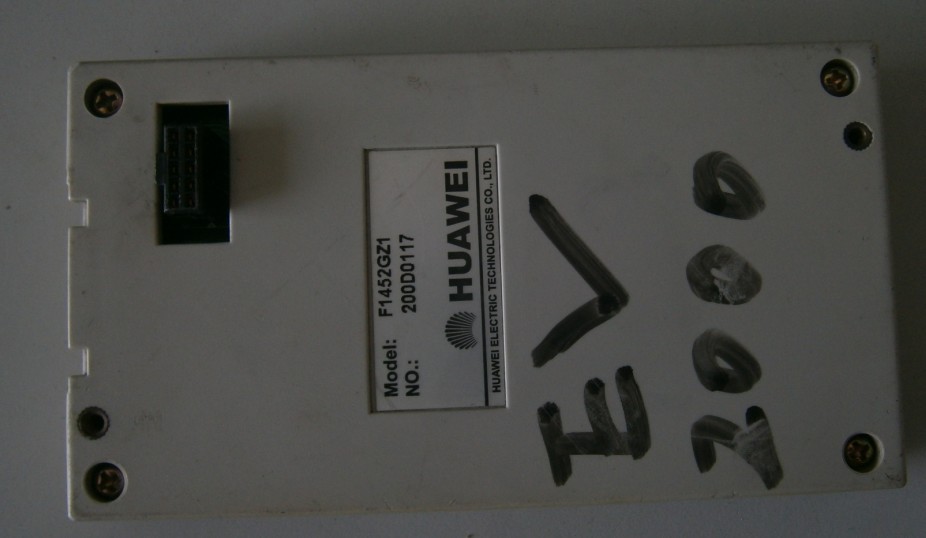 Model: F1452GZ1
NO.: 200D0117
HUAWEI
HUAWEI ELECTRIC TECHNOLOGIES CO., LTD.
EV
2000